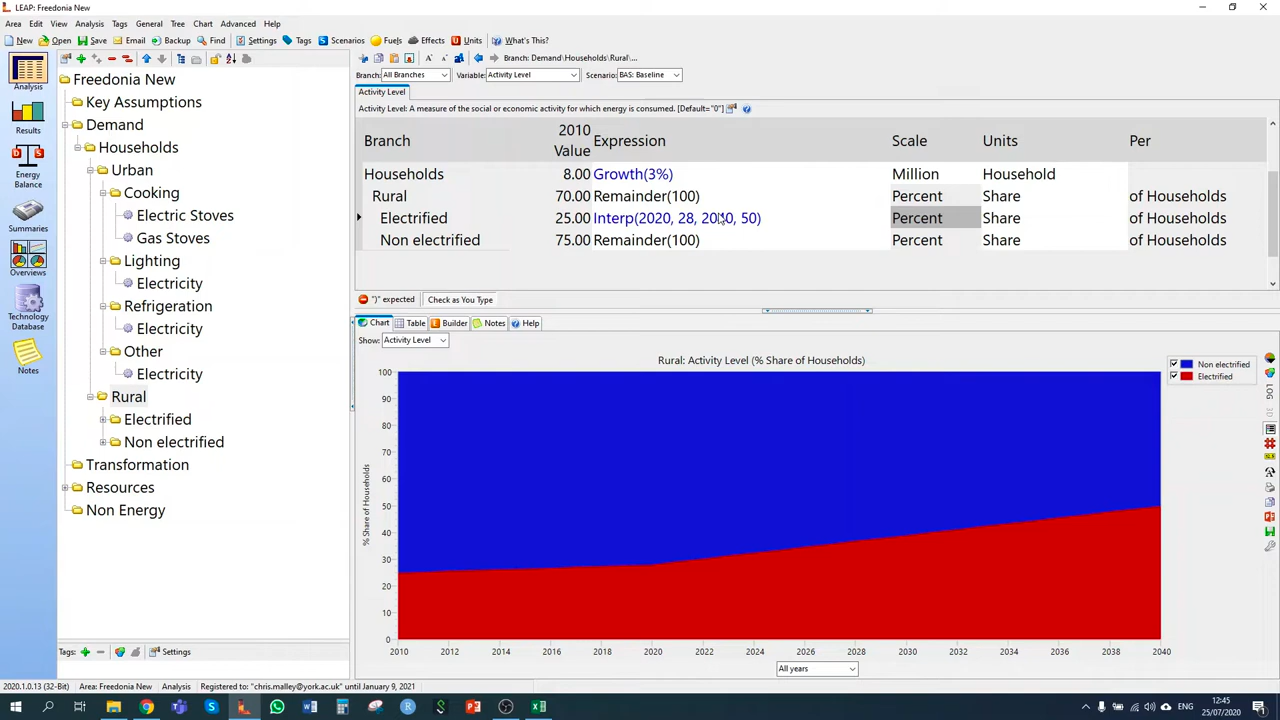 LEAP: Freedonia New
Area Edit View Analysis Tags General Tree Chart Advanced Help
New Open Save Email Backup Find Settings Tags Scenarios Fuels Effects Units What's This?
Branch: Demand\Households\Rural\...
Branch: All Branches Variable: Activity Level Scenario: BAS: Baseline
Activity Level
Activity Level: A measure of the social or economic activity for which energy is consumed. [Default="0"]
Branch 2010 Value Expression Scale Units Per
Households 8.00 Growth(3%) Million Household
Rural 70.00 Remainder(100) Percent Share of Households
Electrified 25.00 Interp(2020, 28, 2040, 50) Percent Share of Households
Non electrified 75.00 Remainder(100) Percent Share of Households
")" expected Check as You Type
Chart Table Builder Notes Help
Show: Activity Level
Rural: Activity Level (% Share of Households)
Non electrified
Electrified
% Share of Households
100
90
80
70
60
50
40
30
20
10
0
2010 2012 2014 2016 2018 2020 2022 2024 2026 2028 2030 2032 2034 2036 2038 2040
All years
LOG
3D
Analysis
Results
Energy Balance
Summaries
Overviews
Technology Database
Notes
Freedonia New
Key Assumptions
Demand
Households
Urban
Cooking
Electric Stoves
Gas Stoves
Lighting
Electricity
Refrigeration
Electricity
Other
Electricity
Rural
Electrified
Non electrified
Transformation
Resources
Non Energy
Tags: Settings
2020.1.0.13 (32-Bit) Area: Freedonia New Analysis Registered to: "chris.malley@york.ac.uk" until January 9, 2021
ENG 12:45
25/07/2020